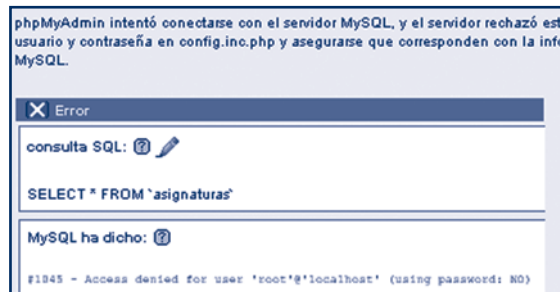 phpMyAdmin intentó conectarse con el servidor MySQL, y el servidor rechazó
usuario y contraseña en config.inc.php y asegurarse que corresponden con la
MySQL.
Error
consulta SQL:
SELECT * FROM `asignaturas`
MySQL ha dicho:
#1045 - Access denied for user 'root'@'localhost' (using password: NO)